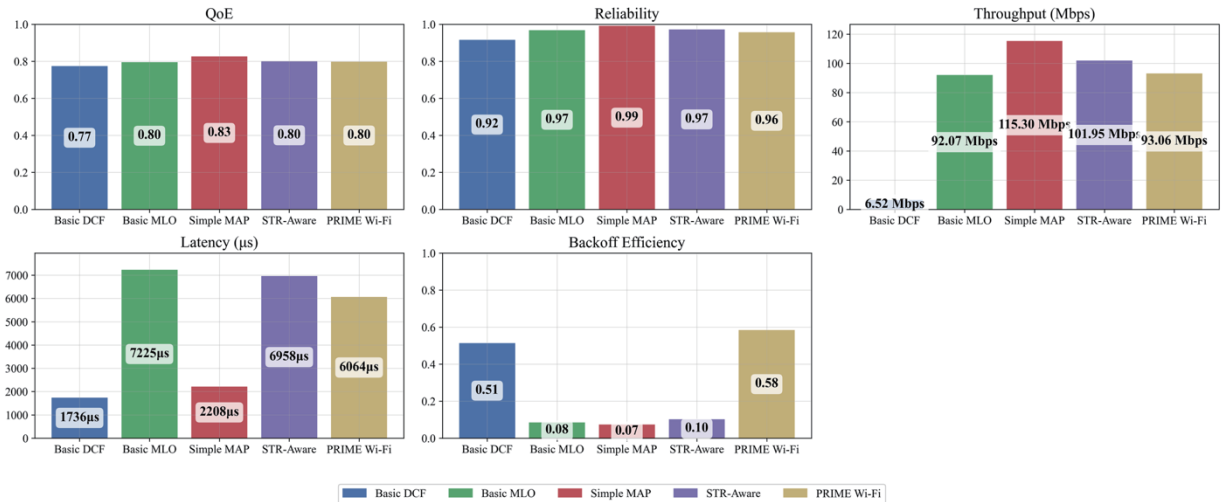 QoE
1.0
0.8
0.6
0.4
0.2
0.0
0.77
0.80
0.83
0.80
0.80
Basic DCF Basic MLO Simple MAP STR-Aware PRIME Wi-Fi
Reliability
1.0
0.8
0.6
0.4
0.2
0.0
0.92
0.97
0.99
0.97
0.96
Basic DCF Basic MLO Simple MAP STR-Aware PRIME Wi-Fi
Throughput (Mbps)
120
100
80
60
40
20
0
6.52 Mbps
92.07 Mbps
115.30 Mbps
101.95 Mbps
93.06 Mbps
Basic DCF Basic MLO Simple MAP STR-Aware PRIME Wi-Fi
Latency (μs)
7000
6000
5000
4000
3000
2000
1000
0
1736μs
7225μs
2208μs
6958μs
6064μs
Basic DCF Basic MLO Simple MAP STR-Aware PRIME Wi-Fi
Backoff Efficiency
1.0
0.8
0.6
0.4
0.2
0.0
0.51
0.08
0.07
0.10
0.58
Basic DCF Basic MLO Simple MAP STR-Aware PRIME Wi-Fi
Basic DCF Basic MLO Simple MAP STR-Aware PRIME Wi-Fi